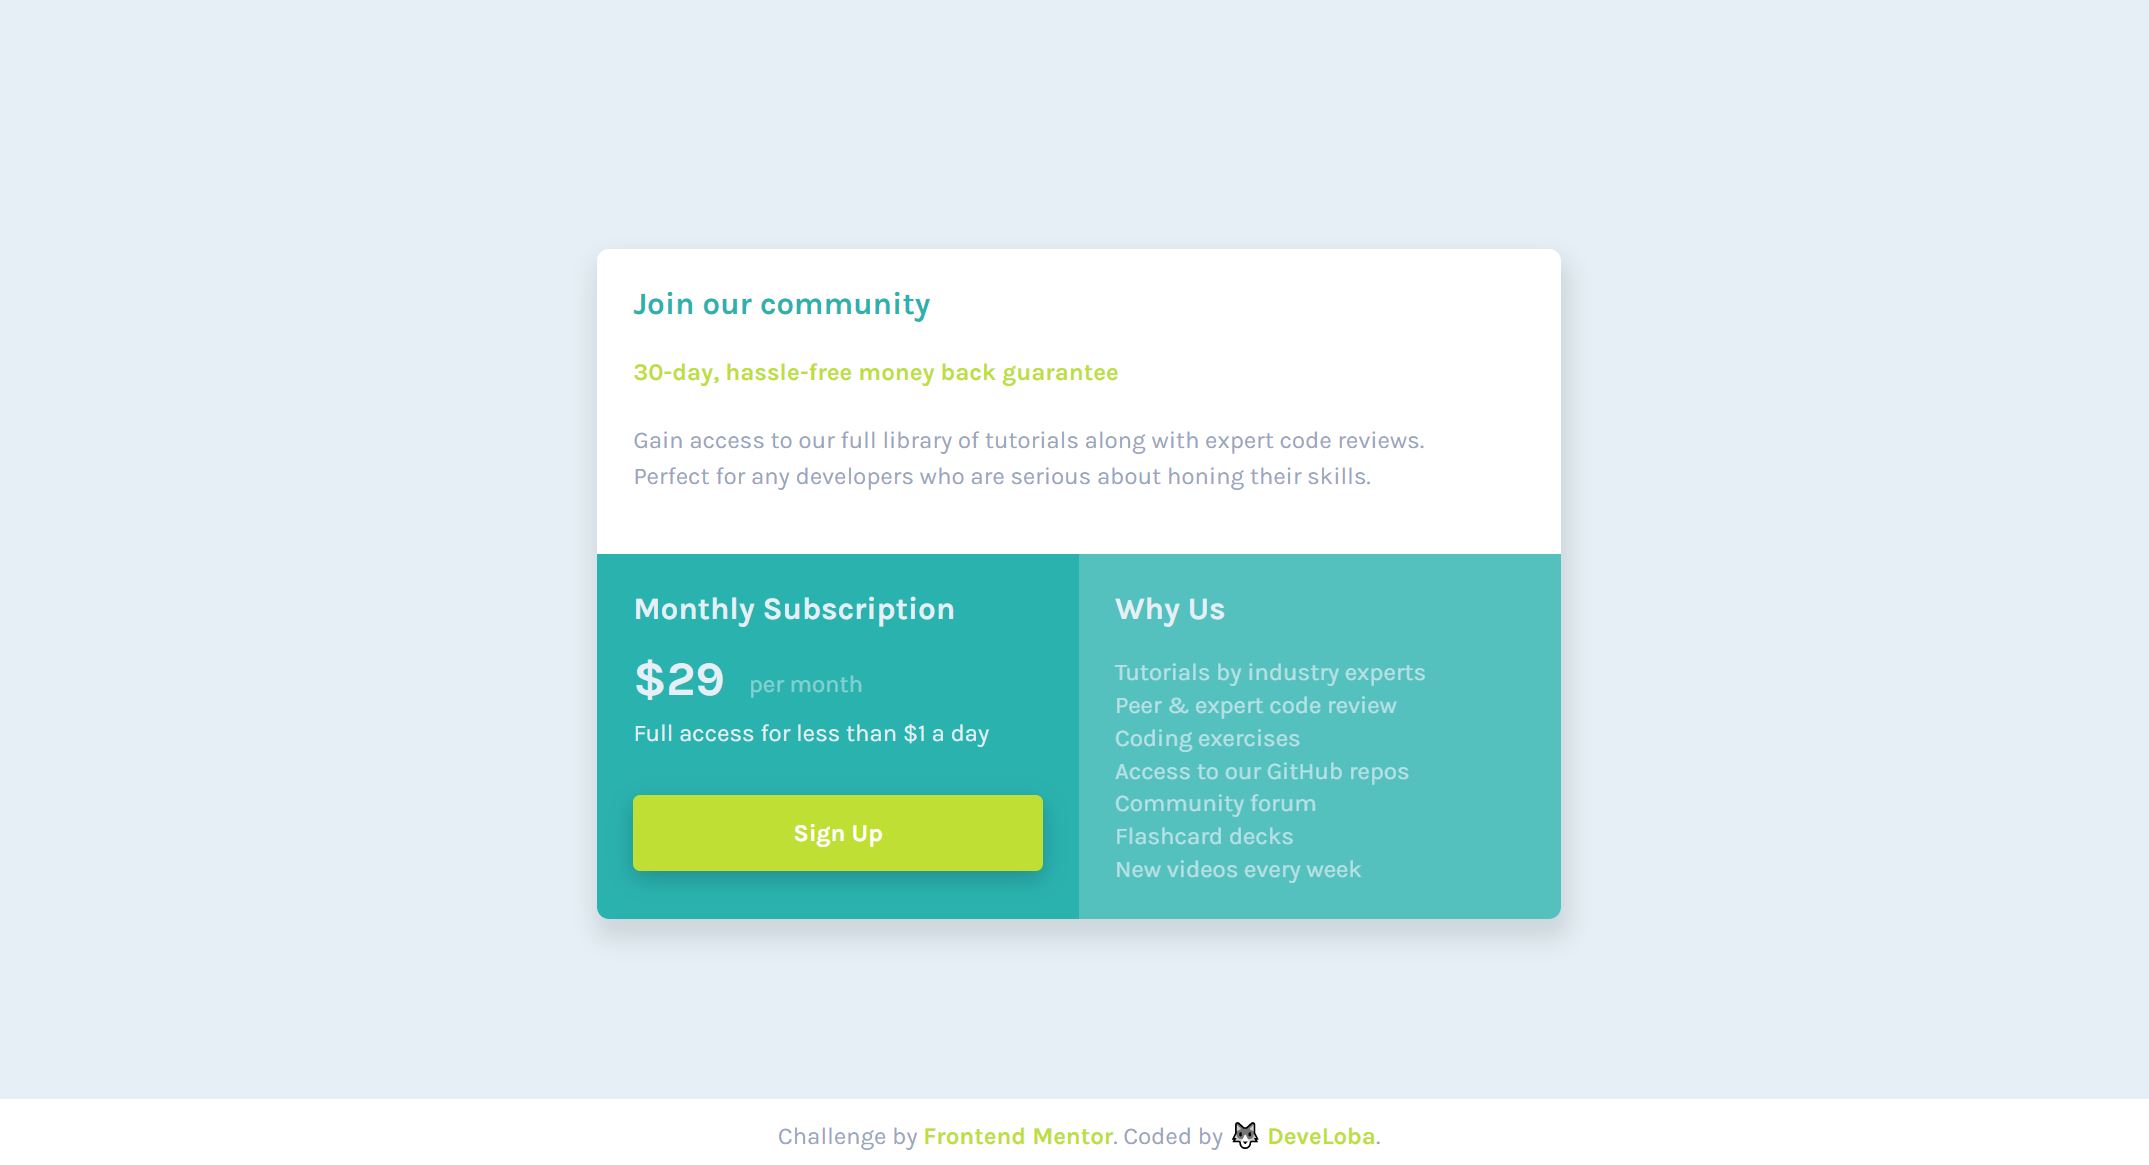 Join our community
30-day, hassle-free money back guarantee
Gain access to our full library of tutorials along with expert code reviews.
Perfect for any developers who are serious about honing their skills.
Monthly Subscription
$29 per month
Full access for less than $1 a day
Sign Up
Why Us
Tutorials by industry experts
Peer & expert code review
Coding exercises
Access to our GitHub repos
Community forum
Flashcard decks
New videos every week
Challenge by Frontend Mentor. Coded by DeveLoba.